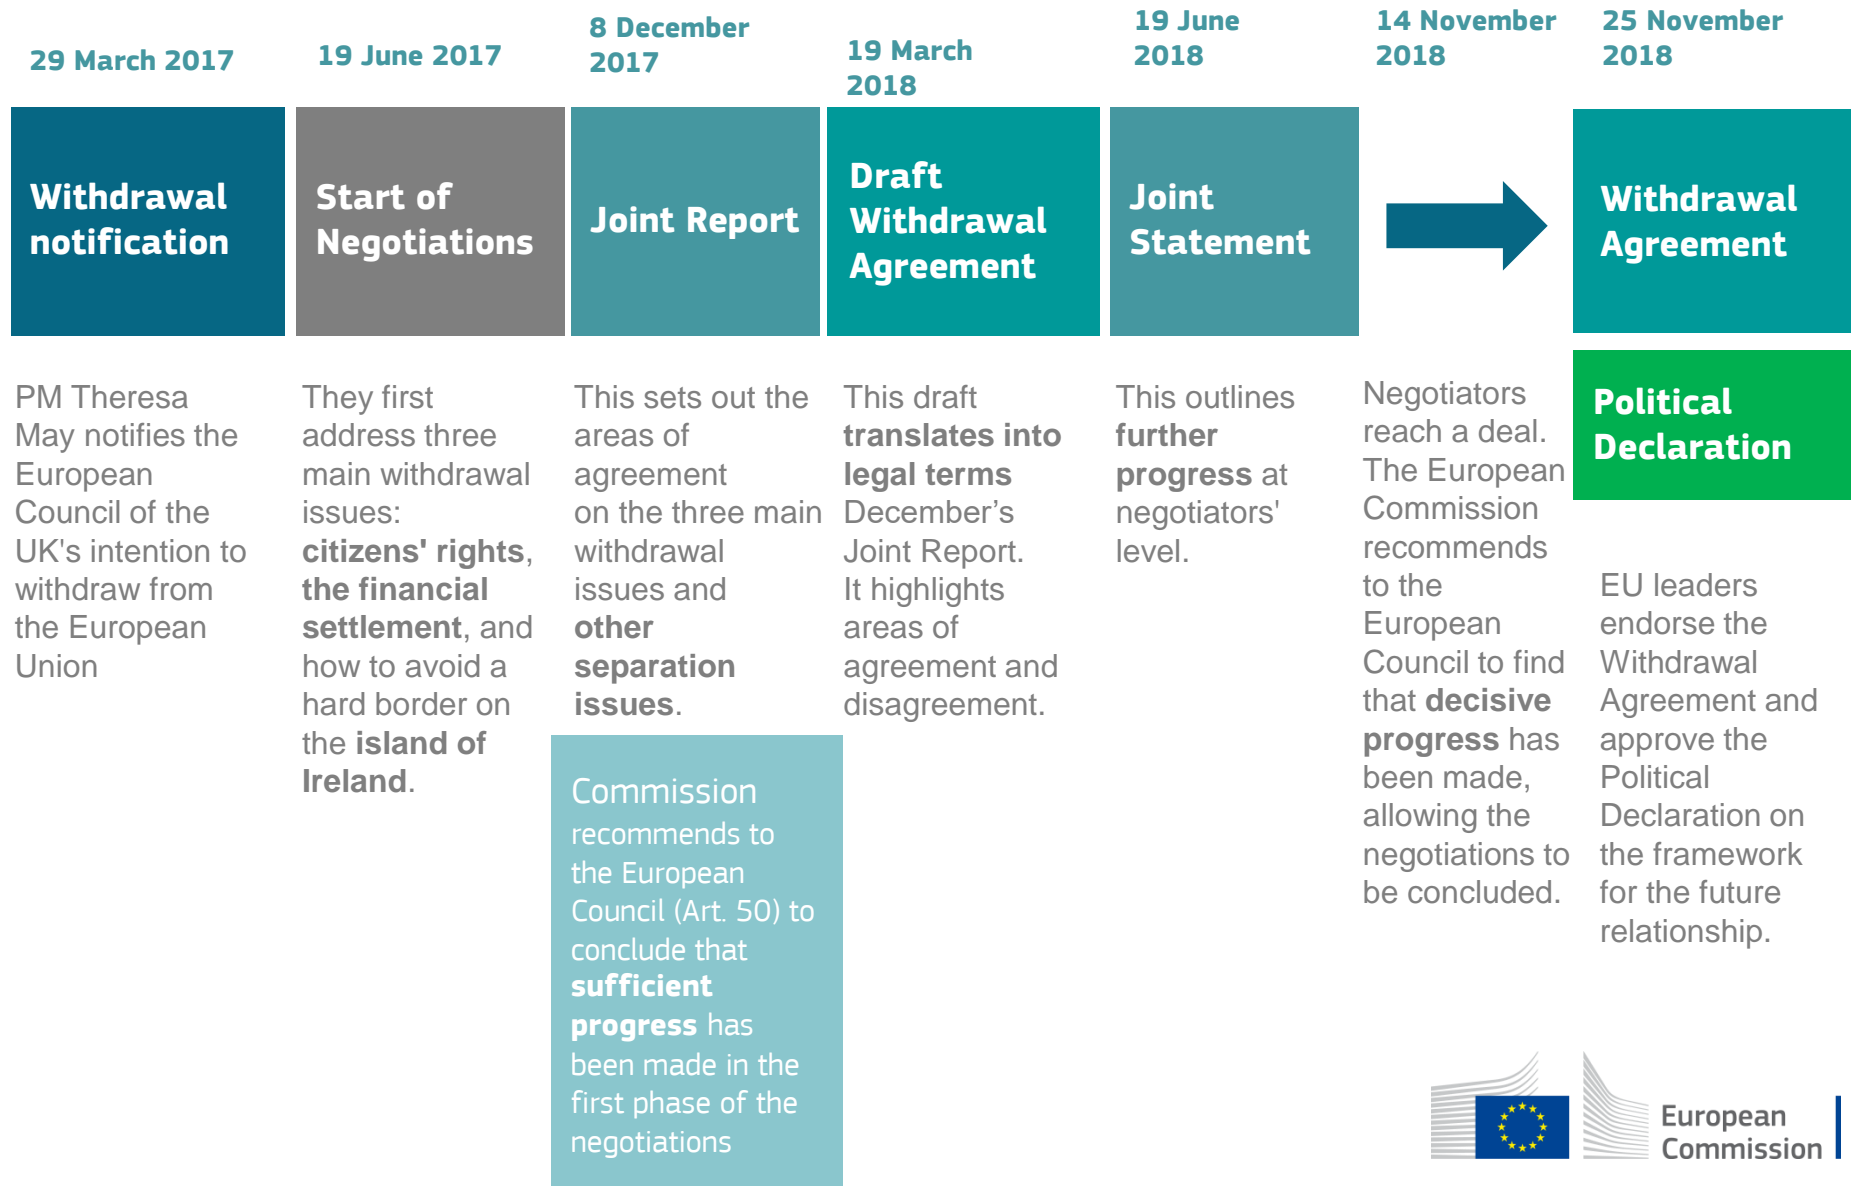 29 March 2017
Withdrawal
notification
PM Theresa
May notifies the
European
Council of the
UK's intention to
withdraw from
the European
Union
19 June 2017
Start of
Negotiations
They first
address three
main withdrawal
issues:
citizens' rights,
the financial
settlement, and
how to avoid a
hard border on
the island of
Ireland.
8 December
2017
Joint Report
This sets out the
areas of
agreement
on the three main
withdrawal
issues and
other
separation
issues.
Commission
recommends to
the European
Council (Art. 50) to
conclude that
sufficient
progress has
been made in the
first phase of the
negotiations
19 March
2018
Draft
Withdrawal
Agreement
This draft
translates into
legal terms
December’s
Joint Report.
It highlights
areas of
agreement and
disagreement.
19 June
2018
Joint
Statement
This outlines
further
progress at
negotiators'
level.
14 November
2018
Negotiators
reach a deal.
The European
Commission
recommends
to the
European
Council to find
that decisive
progress has
been made,
allowing the
negotiations to
be concluded.
25 November
2018
Withdrawal
Agreement
Political
Declaration
EU leaders
endorse the
Withdrawal
Agreement and
approve the
Political
Declaration on
the framework
for the future
relationship.
European
Commission